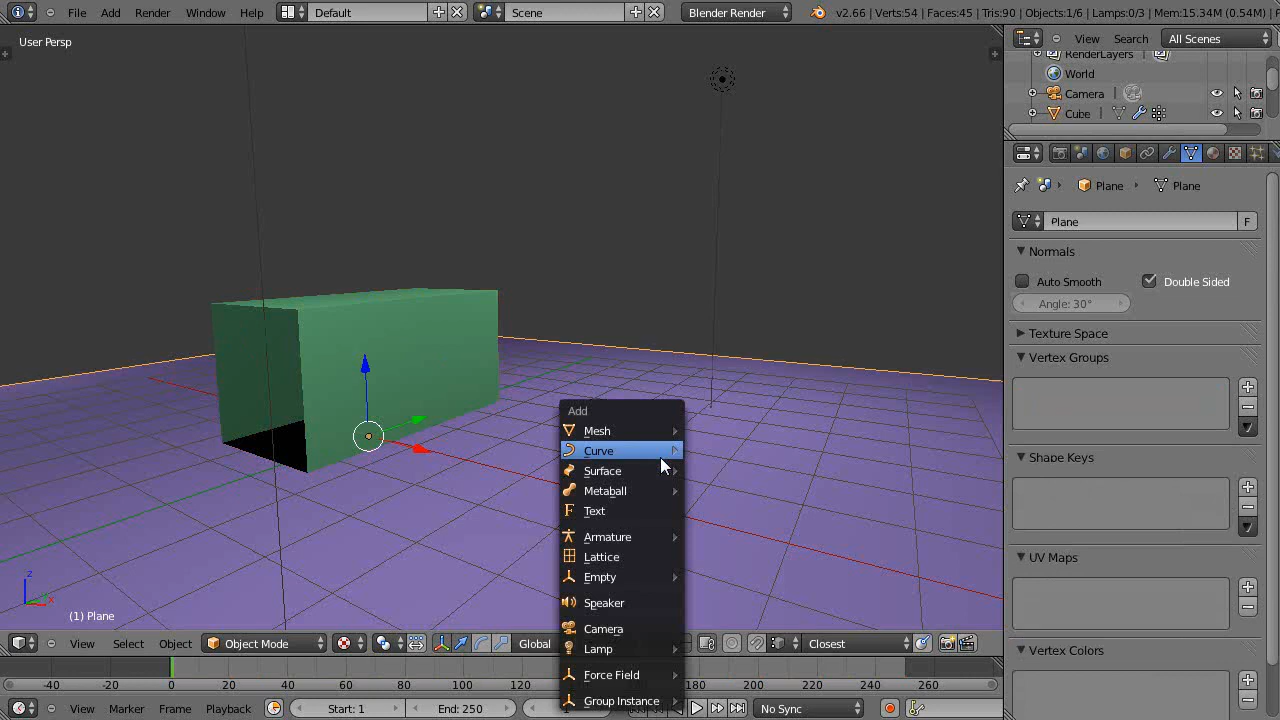 File Add Render Window Help Default Scene Blender Render v2.66 | Verts:54 | Faces:45 | Tris:90 | Objects:1/6 | Lamps:0/3 | Mem:15.34M (0.54M) |
User Persp
View Search All Scenes
RenderLayers
World
Camera
Cube
Plane Plane
Plane F
Normals
Auto Smooth Double Sided
Angle: 30°
Texture Space
Vertex Groups
Shape Keys
UV Maps
Vertex Colors
Add
Mesh
Curve
Surface
Metaball
Text
Armature
Lattice
Empty
Speaker
Camera
Lamp
Force Field
Group Instance
z
x
(1) Plane
View Select Object Object Mode Global Closest
-40 -20 0 20 40 60 80 100 120 180 200 220 240 260
View Marker Frame Playback Start: 1 End: 250 1 No Sync